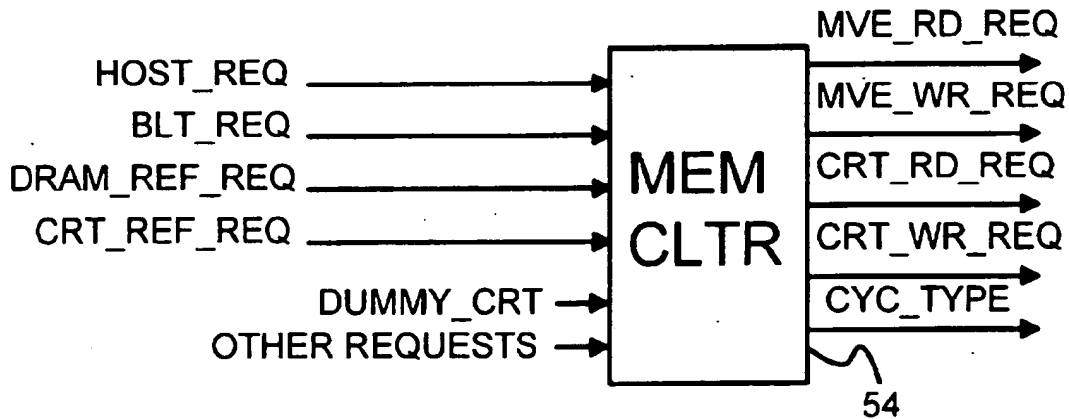 HOST_REQ
BLT_REQ
DRAM_REF_REQ
CRT_REF_REQ
DUMMY_CRT
OTHER REQUESTS
MEM
CLTR
MVE_RD_REQ
MVE_WR_REQ
CRT_RD_REQ
CRT_WR_REQ
CYC_TYPE
54